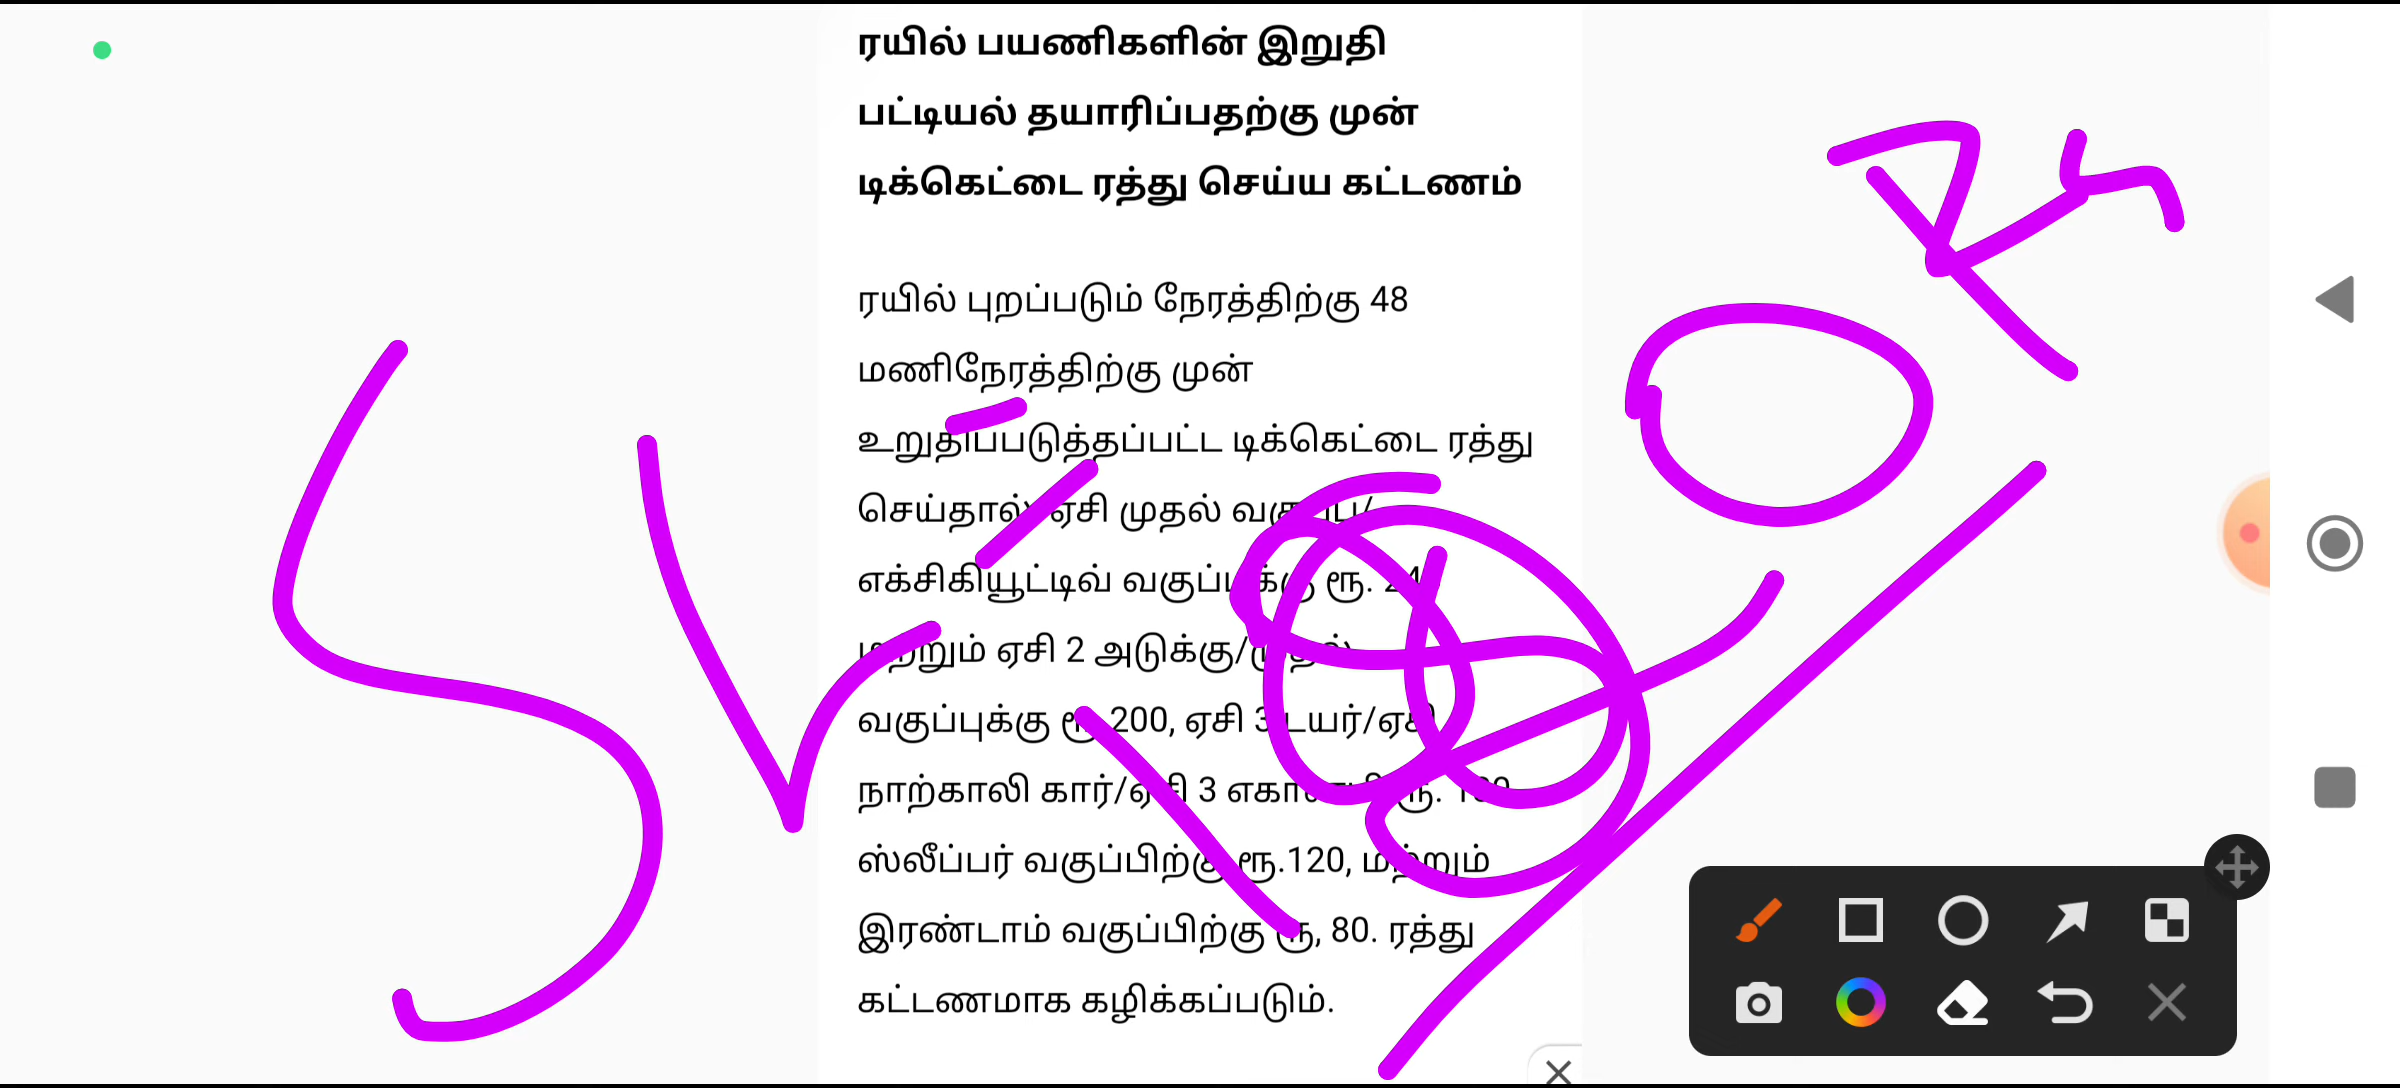 ரயில் பயணிகளின் இறுதி
பட்டியல் தயாரிப்பதற்கு முன்
டிக்கெட்டை ரத்து செய்ய கட்டணம்
ரயில் புறப்படும் நேரத்திற்கு 48
மணிநேரத்திற்கு முன்
உறுதிப்படுத்தப்பட்ட டிக்கெட்டை ரத்து
செய்தால் ஏசி முதல் வகுப்பு/
எக்சிகியூட்டிவ் வகுப்புக்கு ரூ.
மற்றும் ஏசி 2 அடுக்கு/முதல்
வகுப்புக்கு ரூ.200, ஏசி 3 டயர்/ஏசி
நாற்காலி கார்/ஏசி 3 ரூ.
ஸ்லீப்பர் வகுப்பிற்கு ரூ.120, மற்றும்
இரண்டாம் வகுப்பிற்கு ரூ, 80. ரத்து
கட்டணமாக கழிக்கப்படும்.